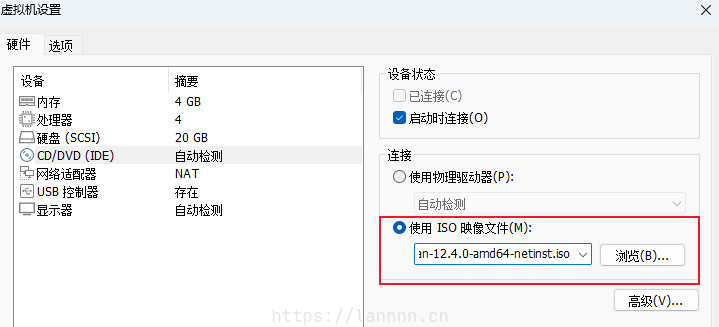 虚拟机设置
硬件 选项
设备 摘要
内存 4 GB
处理器 4
硬盘 (SCSI) 20 GB
CD/DVD (IDE) 自动检测
网络适配器 NAT
USB 控制器 存在
显示器 自动检测
设备状态
已连接(C)
启动时连接(O)
连接
使用物理驱动器(P):
自动检测
使用 ISO 映像文件(M):
an-12.4.0-amd64-netinst.iso 浏览(B)...
高级(V)...
https://lannnn.cn